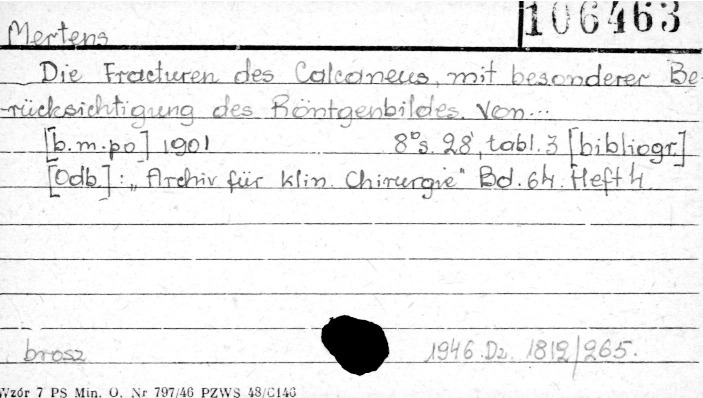 106463
Mertens
Die Fracturen des Calcaneus, mit besonderer Be-
rücksichtigung des Röntgenbildes. Von...
[b.m.po] 1901 8° s. 28, tabl. 3 [bibliogr.]
[Odb]: „Archiv für klin. Chirurgie" Bd. 64. Heft 4.
brosz 1946.Dz. 1812/265.
Wzór 7 PS Min. O. Nr 797/46 PZWS 48/C146